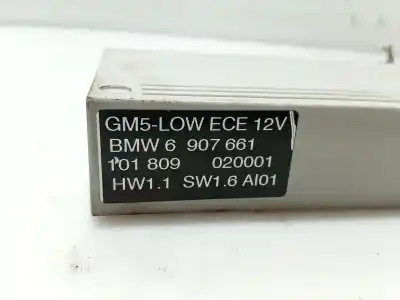 GM5-LOW ECE 12V
BMW 6 907 661
101 809 020001
HW1.1 SW1.6 AI01